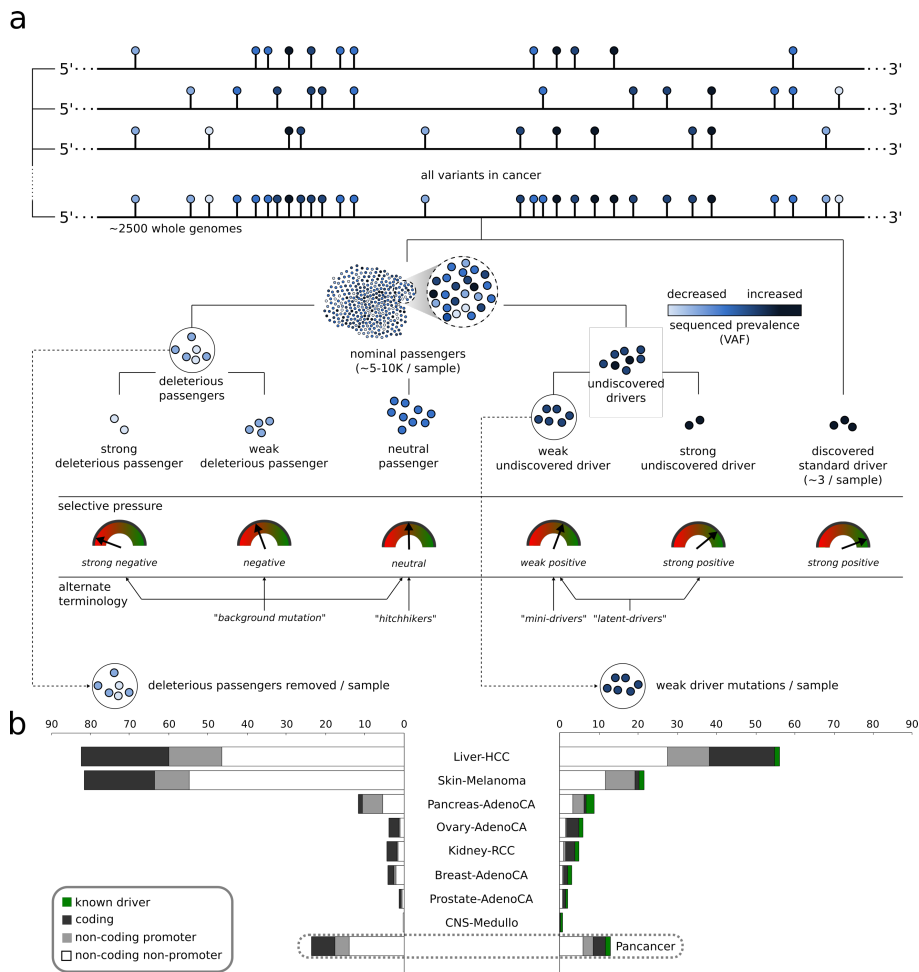 a
5' 3'
5' 3'
5' 3'
all variants in cancer
5' 3'
~2500 whole genomes
decreased increased
sequenced prevalence
(VAF)
nominal passengers
(~5-10K / sample)
deleterious
passengers
undiscovered
drivers
strong
deleterious passenger
weak
deleterious passenger
neutral
passenger
weak
undiscovered driver
strong
undiscovered driver
discovered
standard driver
(~3 / sample)
selective pressure
strong negative
negative
neutral
weak positive
strong positive
strong positive
alternate
terminology
"background mutation"
"hitchhikers"
"mini-drivers"
"latent-drivers"
deleterious passengers removed / sample
weak driver mutations / sample
b
90 80 70 60 50 40 30 20 10 0
0 10 20 30 40 50 60 70 80 90
Liver-HCC
Skin-Melanoma
Pancreas-AdenoCA
Ovary-AdenoCA
Kidney-RCC
Breast-AdenoCA
Prostate-AdenoCA
CNS-Medullo
Pancancer
known driver
coding
non-coding promoter
non-coding non-promoter